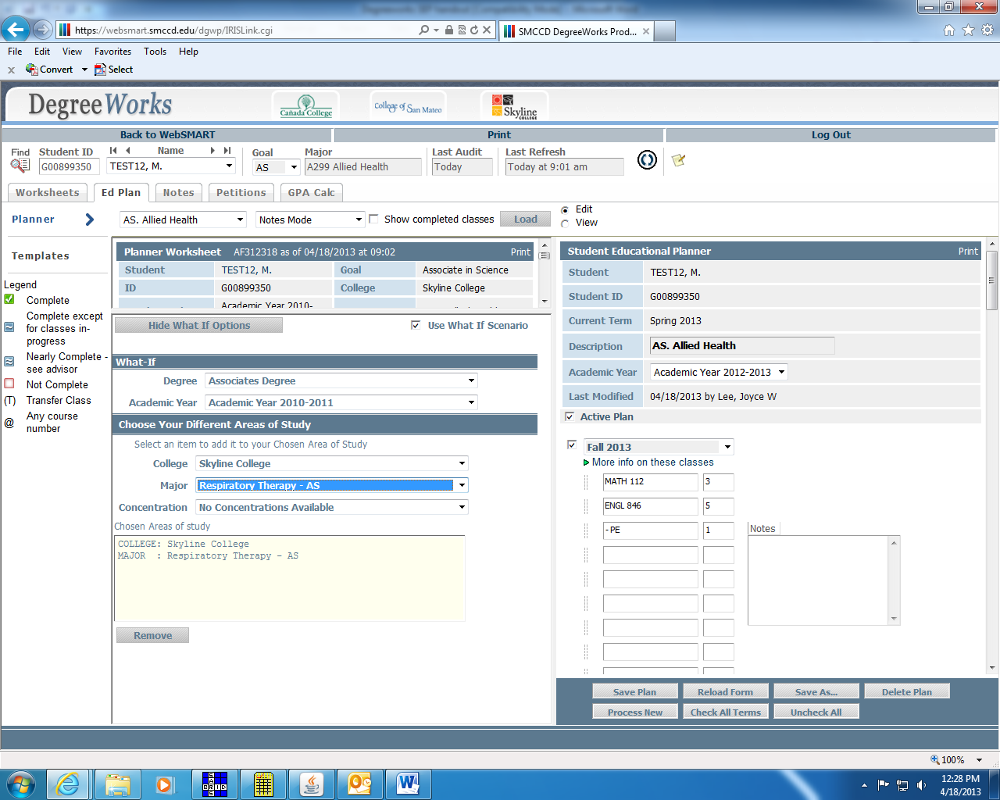 https://websmart.smccd.edu/dgwp/IRISLink.cgi
SMCCD DegreeWorks Prod...
File Edit View Favorites Tools Help
x Convert Select
DegreeWorks
Cañada College
College of San Mateo
Skyline
COLLEGE
Back to WebSMART Print Log Out
Find Student ID Name Goal Major Last Audit Last Refresh
G00899350 TEST12, M. AS A299 Allied Health Today Today at 9:01 am
Worksheets Ed Plan Notes Petitions GPA Calc
Planner AS. Allied Health Notes Mode Show completed classes Load
Edit
View
Templates
Legend
Complete
Complete except
for classes in-
progress
Nearly Complete -
see advisor
Not Complete
(T) Transfer Class
@ Any course
number
Planner Worksheet AF312318 as of 04/18/2013 at 09:02 Print
Student TEST12, M. Goal Associate in Science
ID G00899350 College Skyline College
Academic Year 2010-
Hide What If Options Use What If Scenario
What-If
Degree Associates Degree
Academic Year Academic Year 2010-2011
Choose Your Different Areas of Study
Select an item to add it to your Chosen Area of Study
College Skyline College
Major Respiratory Therapy - AS
Concentration No Concentrations Available
Chosen Areas of study
COLLEGE: Skyline College
MAJOR : Respiratory Therapy - AS
Remove
Student Educational Planner Print
Student TEST12, M.
Student ID G00899350
Current Term Spring 2013
Description AS. Allied Health
Academic Year Academic Year 2012-2013
Last Modified 04/18/2013 by Lee, Joyce W
Active Plan
Fall 2013
More info on these classes
MATH 112 3
ENGL 846 5
- PE 1
Notes
Save Plan Reload Form Save As... Delete Plan
Process New Check All Terms Uncheck All
100%
12:28 PM
4/18/2013